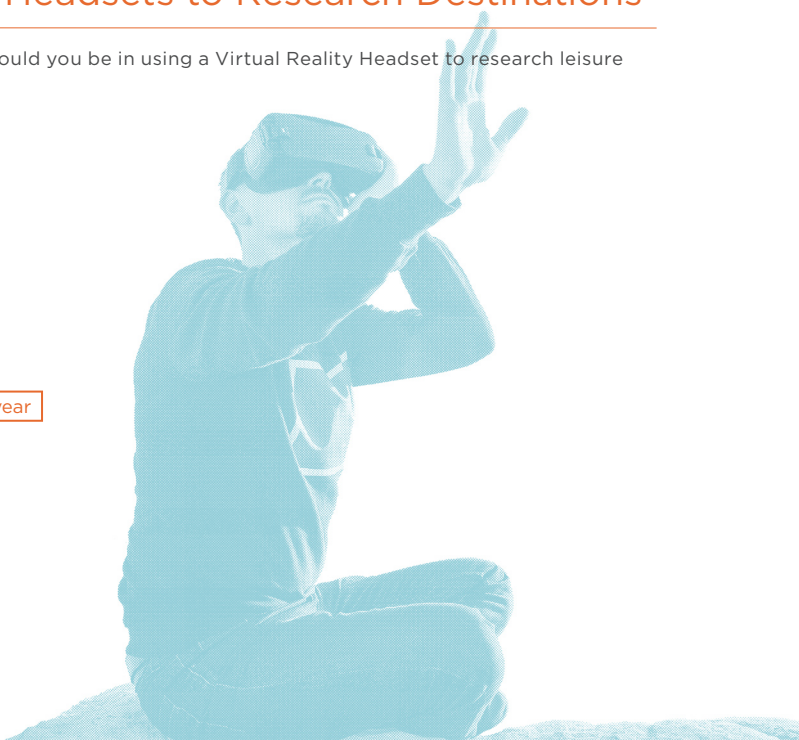 Headsets to Research Destinations
ould you be in using a Virtual Reality Headset to research leisure
year